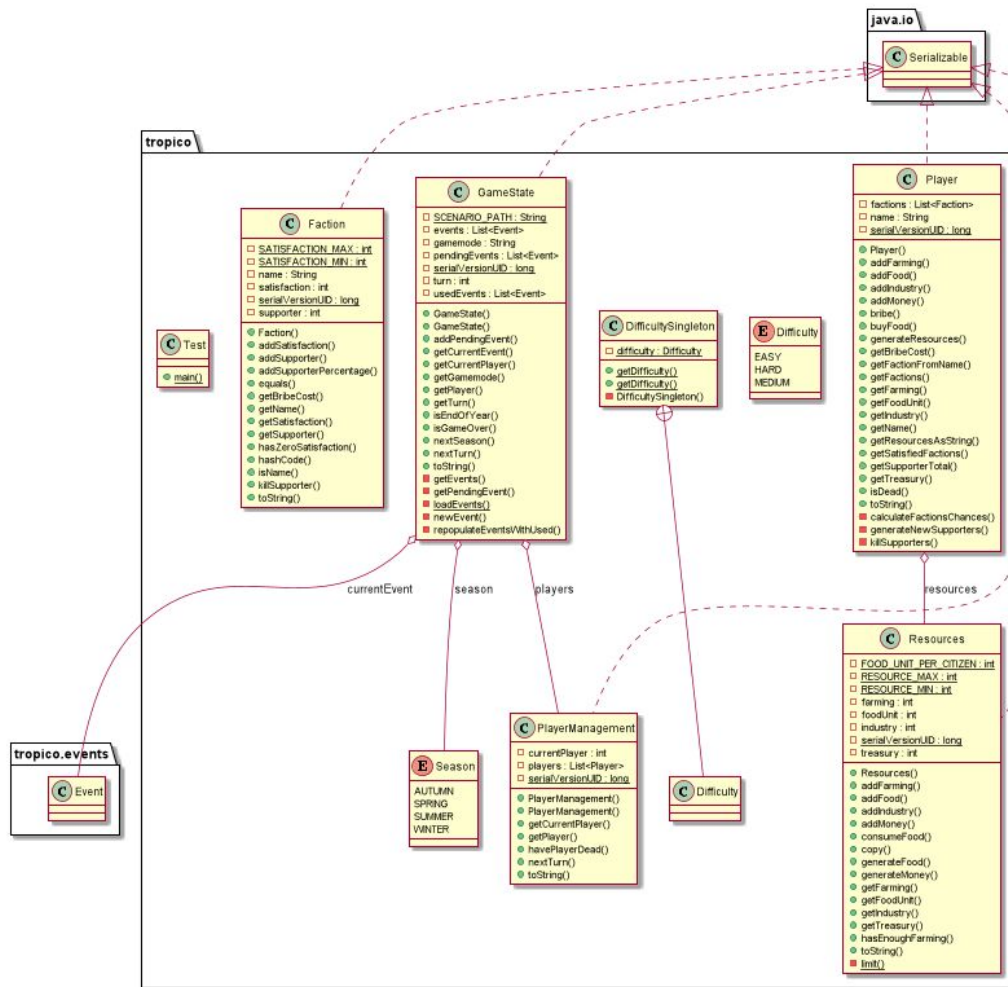 java.io
C Serializable
tropico
C Test
main()
C Faction
SATISFACTION_MAX : int
SATISFACTION_MIN : int
name : String
satisfaction : int
serialVersionUID : long
supporter : int
Faction()
addSatisfaction()
addSupporter()
addSupporterPercentage()
equals()
getBribeCost()
getName()
getSatisfaction()
getSupporter()
hasZeroSatisfaction()
hashCode()
isName()
killSupporter()
toString()
C GameState
SCENARIO_PATH : String
events : List<Event>
gamemode : String
pendingEvents : List<Event>
serialVersionUID : long
turn : int
usedEvents : List<Event>
GameState()
GameState()
addPendingEvent()
getCurrentEvent()
getCurrentPlayer()
getGamemode()
getPlayer()
getTurn()
isEndOfYear()
isGameOver()
nextSeason()
nextTurn()
toString()
getEvents()
getPendingEvent()
loadEvents()
newEvent()
repopulateEventsWithUsed()
C DifficultySingleton
difficulty : Difficulty
getDifficulty()
getDifficulty()
DifficultySingleton()
E Difficulty
EASY
HARD
MEDIUM
C Player
factions : List<Faction>
name : String
serialVersionUID : long
Player()
addFarming()
addFood()
addIndustry()
addMoney()
bribe()
buyFood()
generateResources()
getBribeCost()
getFactionFromName()
getFactions()
getFarming()
getFoodUnit()
getIndustry()
getName()
getResourcesAsString()
getSatisfiedFactions()
getSupporterTotal()
getTreasury()
isDead()
toString()
calculateFactionsChances()
generateNewSupporters()
killSupporters()
currentEvent
season
players
resources
tropico.events
C Event
E Season
AUTUMN
SPRING
SUMMER
WINTER
C PlayerManagement
currentPlayer : int
players : List<Player>
serialVersionUID : long
PlayerManagement()
PlayerManagement()
getCurrentPlayer()
getPlayer()
havePlayerDead()
nextTurn()
toString()
C Difficulty
C Resources
FOOD_UNIT_PER_CITIZEN : int
RESOURCE_MAX : int
RESOURCE_MIN : int
farming : int
foodUnit : int
industry : int
serialVersionUID : long
treasury : int
Resources()
addFarming()
addFood()
addIndustry()
addMoney()
consumeFood()
copy()
generateFood()
generateMoney()
getFarming()
getFoodUnit()
getIndustry()
getTreasury()
hasEnoughFarming()
toString()
limit()